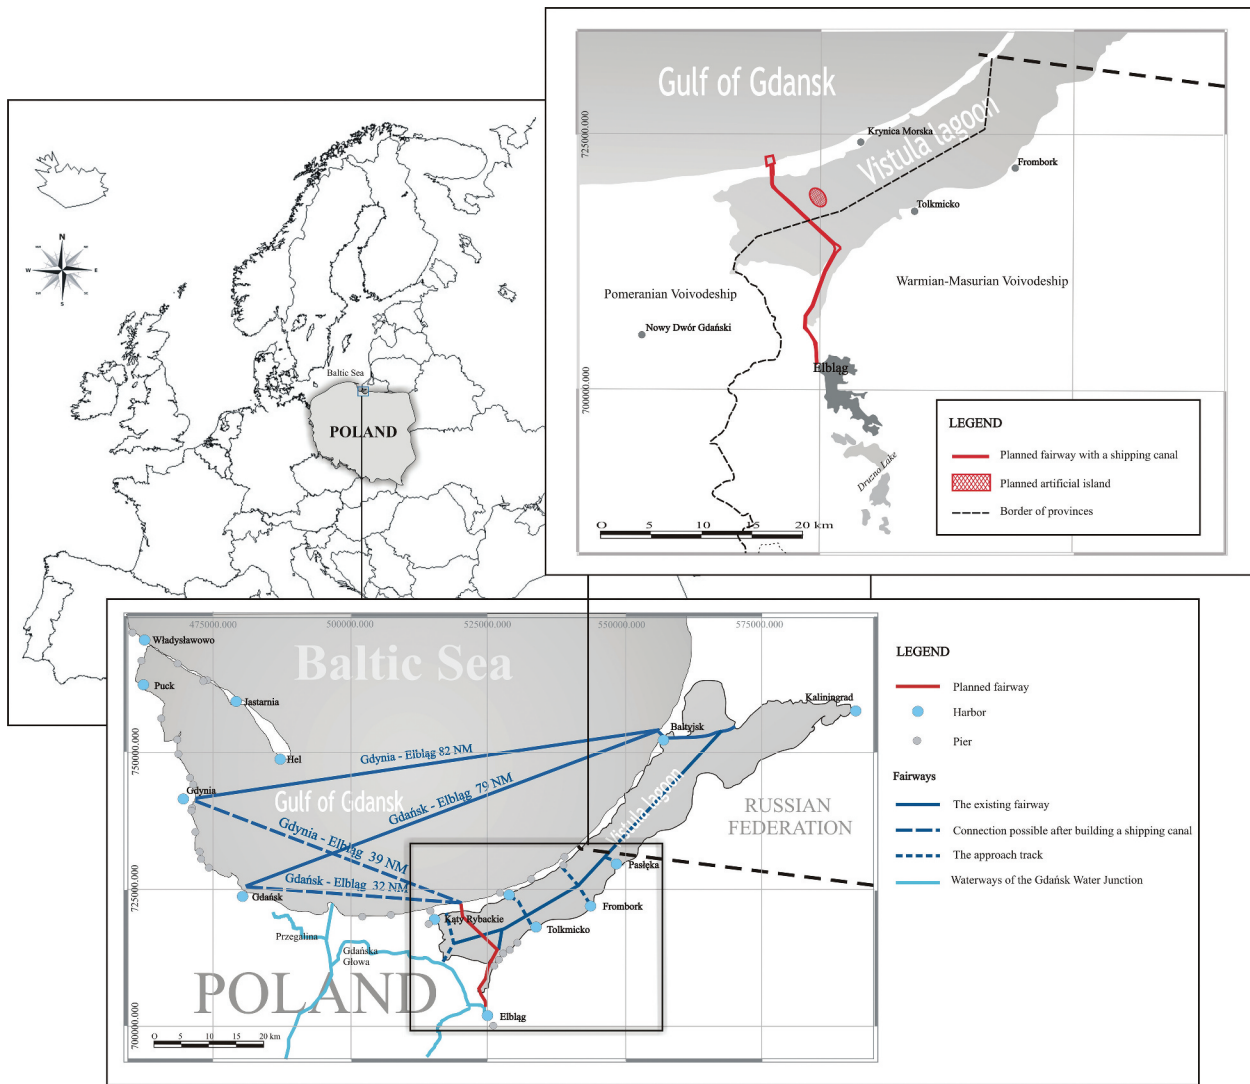 Gulf of Gdansk
Vistula lagoon
Krynica Morska
Frombork
Tolkmicko
Pomeranian Voivodeship
Warmian-Masurian Voivodeship
Nowy Dwór Gdański
Elbląg
Druzno Lake
725000.000
700000.000
LEGEND
Planned fairway with a shipping canal
Planned artificial island
Border of provinces
O 5 10 15 20 km
N
W E
S
Baltic Sea
POLAND
475000.000 500000.000 525000.000 550000.000 575000.000
750000.000
725000.000
700000.000
Władysławowo
Puck
Jastarnia
Hel
Baltic Sea
Kaliningrad
Baltyjsk
Gdynia - Elbląg 82 NM
Gdańsk - Elbląg 79 NM
Gdynia
Gulf of Gdansk
Gdynia - Elbląg 39 NM
Vistula lagoon
RUSSIAN
FEDERATION
Gdańsk - Elbląg 32 NM
Gdańsk
Pasłęka
Frombork
Kąty Rybackie
Tolkmicko
Przegalina
Gdańska
Głowa
POLAND
Elbląg
O 5 10 15 20 km
LEGEND
Planned fairway
Harbor
Pier
Fairways
The existing fairway
Connection possible after building a shipping canal
The approach track
Waterways of the Gdańsk Water Junction